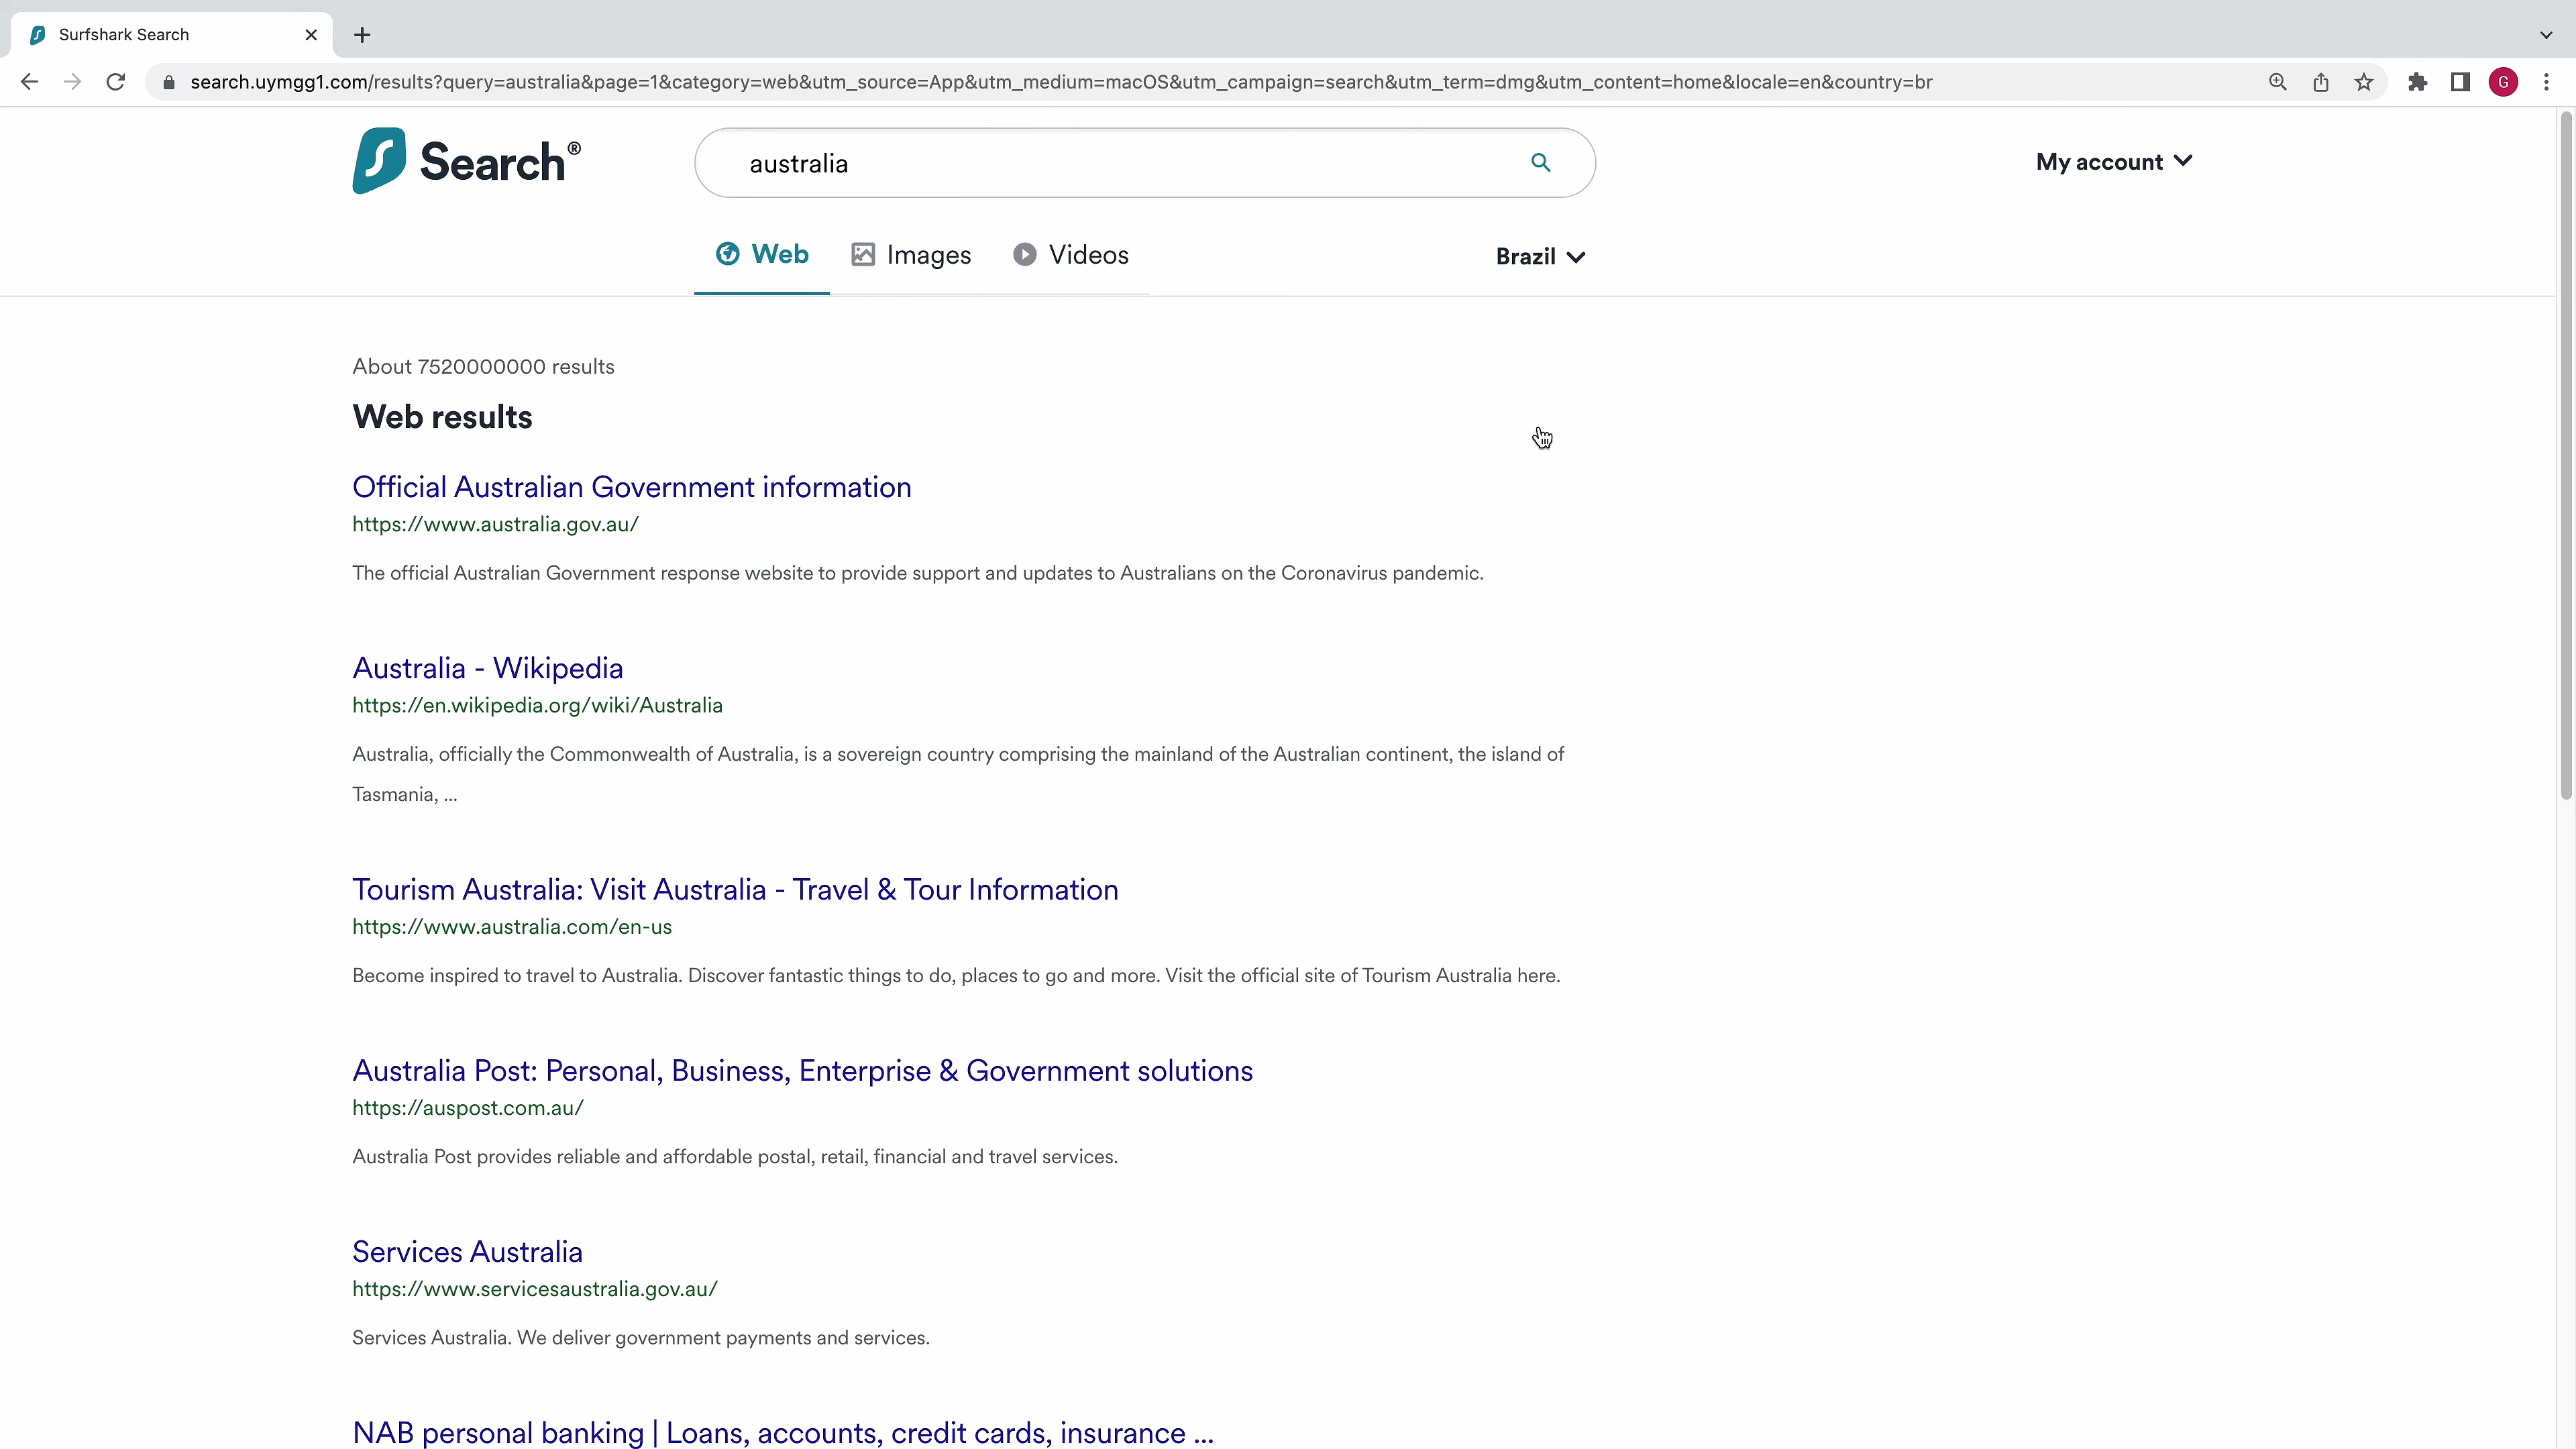 Surfshark Search
search.uymgg1.com/results?query=australia&page=1&category=web&utm_source=App&utm_medium=macOS&utm_campaign=search&utm_term=dmg&utm_content=home&locale=en&country=br
G
Search®
australia
My account
Web
Images
Videos
Brazil
About 7520000000 results
Web results
Official Australian Government information
https://www.australia.gov.au/
The official Australian Government response website to provide support and updates to Australians on the Coronavirus pandemic.
Australia - Wikipedia
https://en.wikipedia.org/wiki/Australia
Australia, officially the Commonwealth of Australia, is a sovereign country comprising the mainland of the Australian continent, the island of
Tasmania, ...
Tourism Australia: Visit Australia - Travel & Tour Information
https://www.australia.com/en-us
Become inspired to travel to Australia. Discover fantastic things to do, places to go and more. Visit the official site of Tourism Australia here.
Australia Post: Personal, Business, Enterprise & Government solutions
https://auspost.com.au/
Australia Post provides reliable and affordable postal, retail, financial and travel services.
Services Australia
https://www.servicesaustralia.gov.au/
Services Australia. We deliver government payments and services.
NAB personal banking | Loans, accounts, credit cards, insurance ...